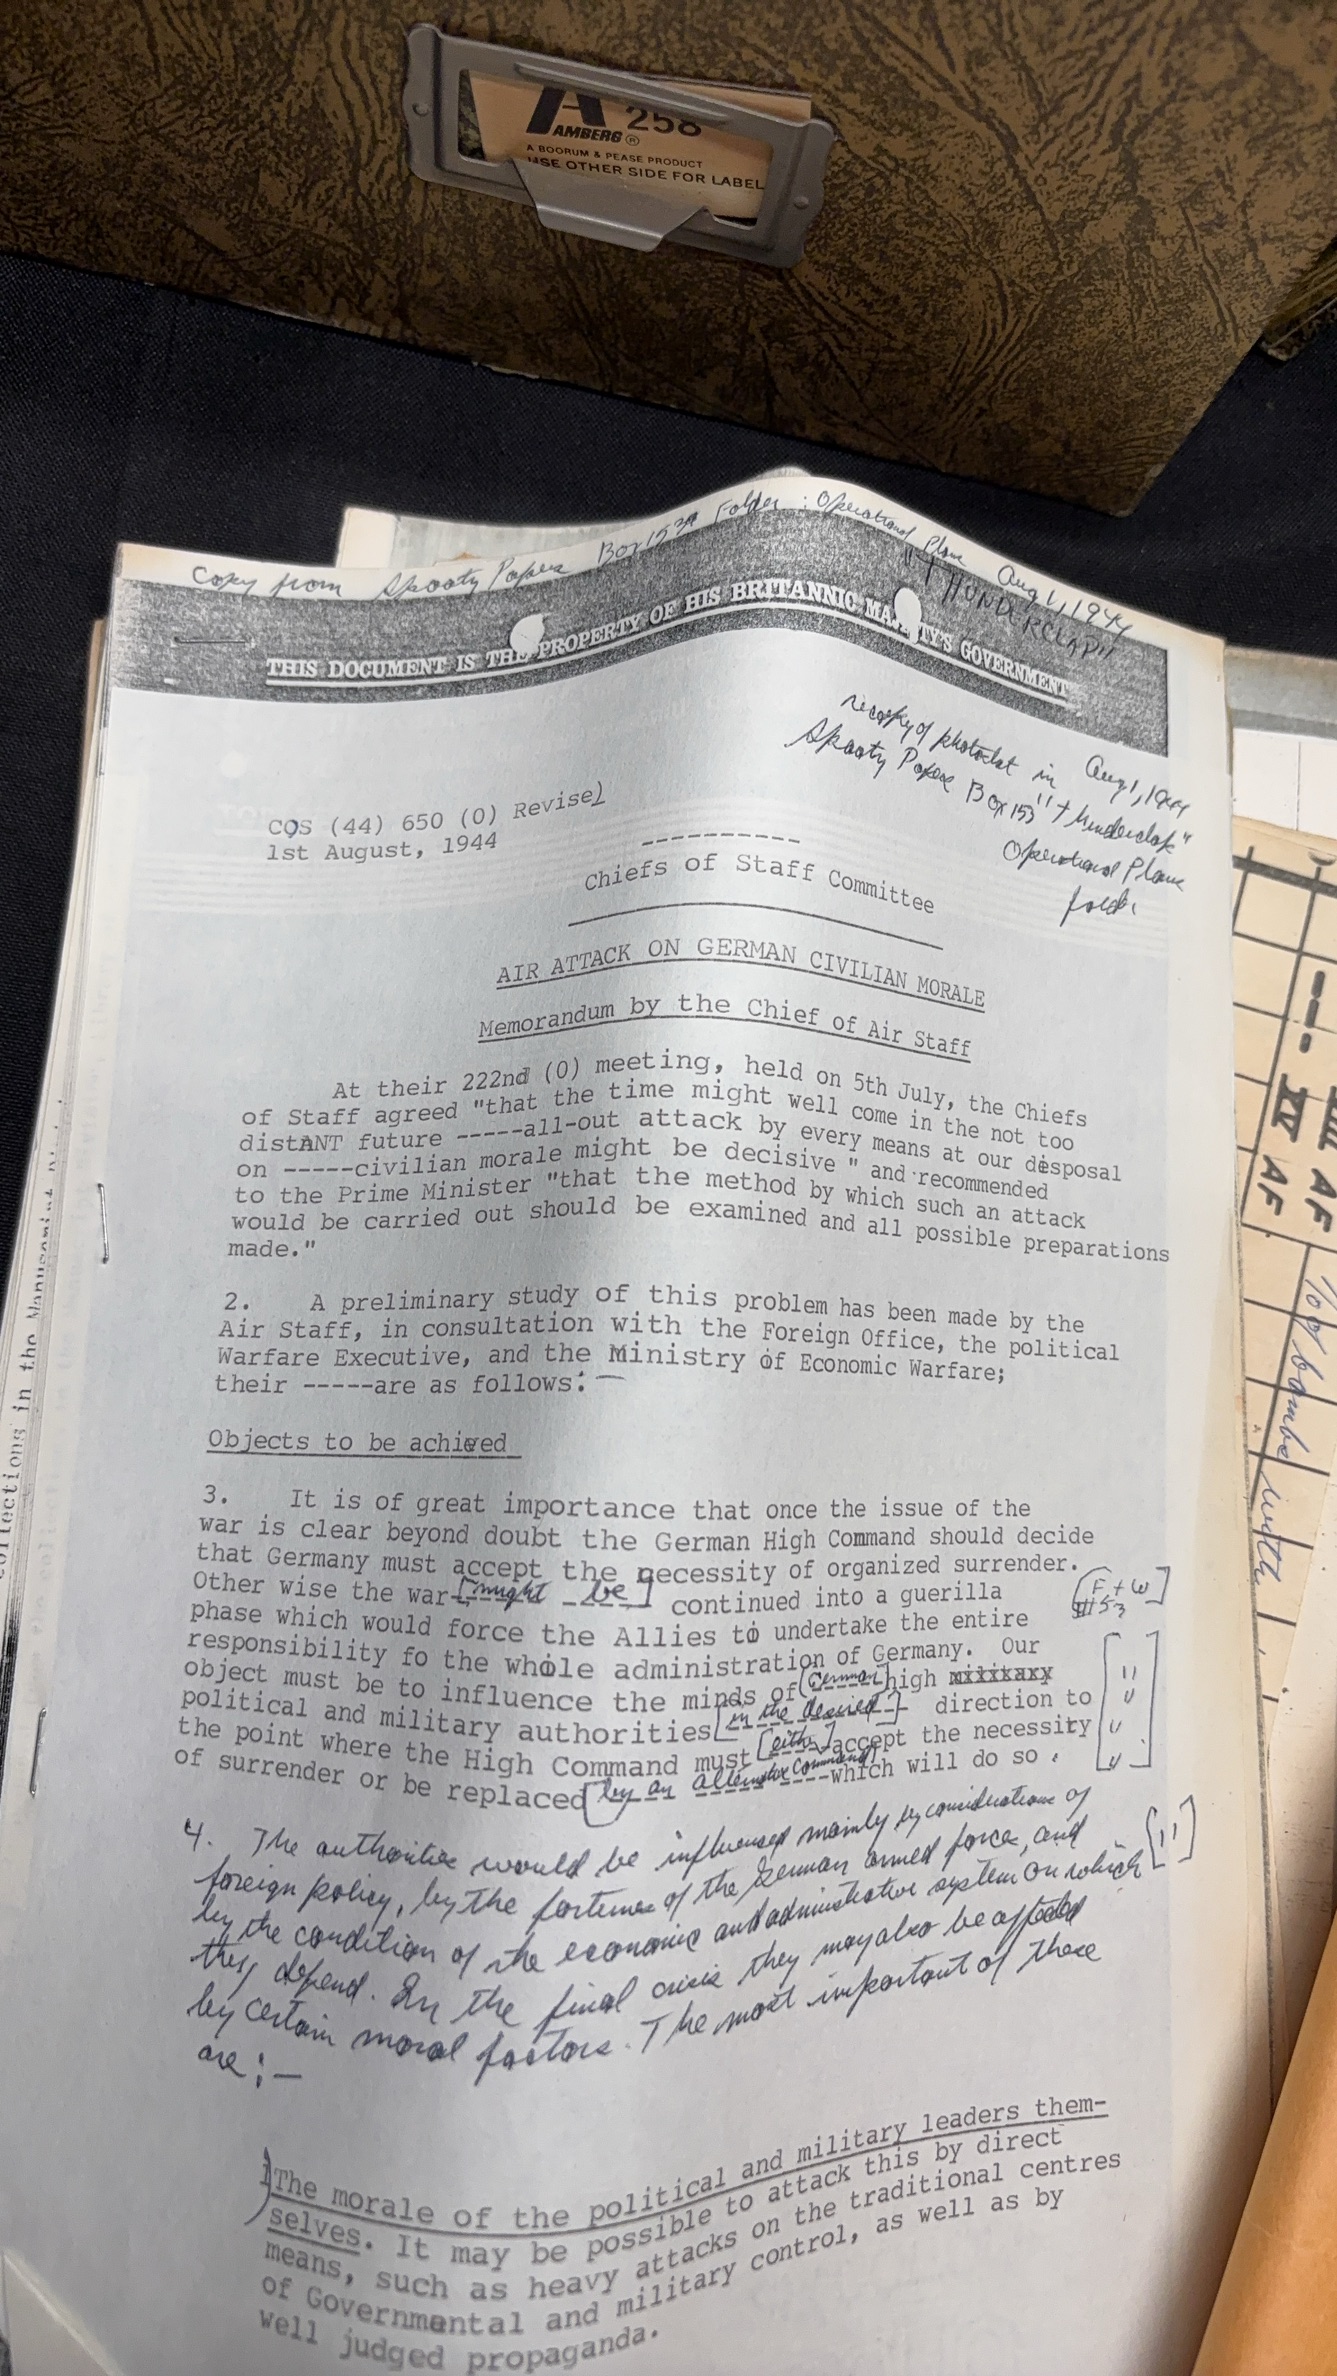 AMBERG ® 258
A BOORUM & PEASE PRODUCT
USE OTHER SIDE FOR LABEL
Copy from Spaatz Papers Box 153 Folder: Operational Plans Aug 1, 1944
"THUNDERCLAP"
THIS DOCUMENT IS THE PROPERTY OF HIS BRITANNIC MAJESTY'S GOVERNMENT
recopy of photostat in Aug 1, 1944
Spaatz Papers Box 153 "Thunderclap"
Operational Plans
folder
COS (44) 650 (O) Revise)
1st August, 1944
----------
Chiefs of Staff Committee
AIR ATTACK ON GERMAN CIVILIAN MORALE
Memorandum by the Chief of Air Staff
At their 222nd (O) meeting, held on 5th July, the Chiefs
of Staff agreed "that the time might well come in the not too
distANT future -----all-out attack by every means at our disposal
on -----civilian morale might be decisive " and recommended
to the Prime Minister "that the method by which such an attack
would be carried out should be examined and all possible preparations
made."
2. A preliminary study of this problem has been made by the
Air Staff, in consultation with the Foreign Office, the political
Warfare Executive, and the Ministry of Economic Warfare;
their -----are as follows:—
Objects to be achieved
3. It is of great importance that once the issue of the
war is clear beyond doubt the German High Command should decide
that Germany must accept the necessity of organized surrender.
Other wise the war [might be] continued into a guerilla [F+W
phase which would force the Allies to undertake the entire 53]
responsibility fo the whole administration of Germany. Our
object must be to influence the minds of [German] high military
political and military authorities [in the desired] direction to
the point where the High Command must [either] accept the necessity
of surrender or be replaced [by an alternative Command] ----which will do so .
["
"
"
"]
4. The authorities would be influenced mainly by considerations of
foreign policy, by the fortunes of the German armed force, and
by the condition of the economic and administrative system on which ["]
they depend. In the final crisis they may also be affected
by certain moral factors. The most important of these
are:—
1)The morale of the political and military leaders them-
selves. It may be possible to attack this by direct
means, such as heavy attacks on the traditional centres
of Governmental and military control, as well as by
well judged propaganda.
collections in the Manuscript
AF
--- XV AF
bombs